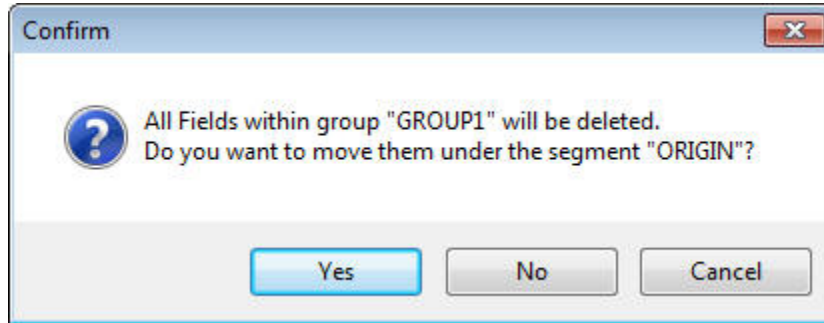 Confirm
All Fields within group "GROUP1" will be deleted.
Do you want to move them under the segment "ORIGIN"?
Yes
No
Cancel